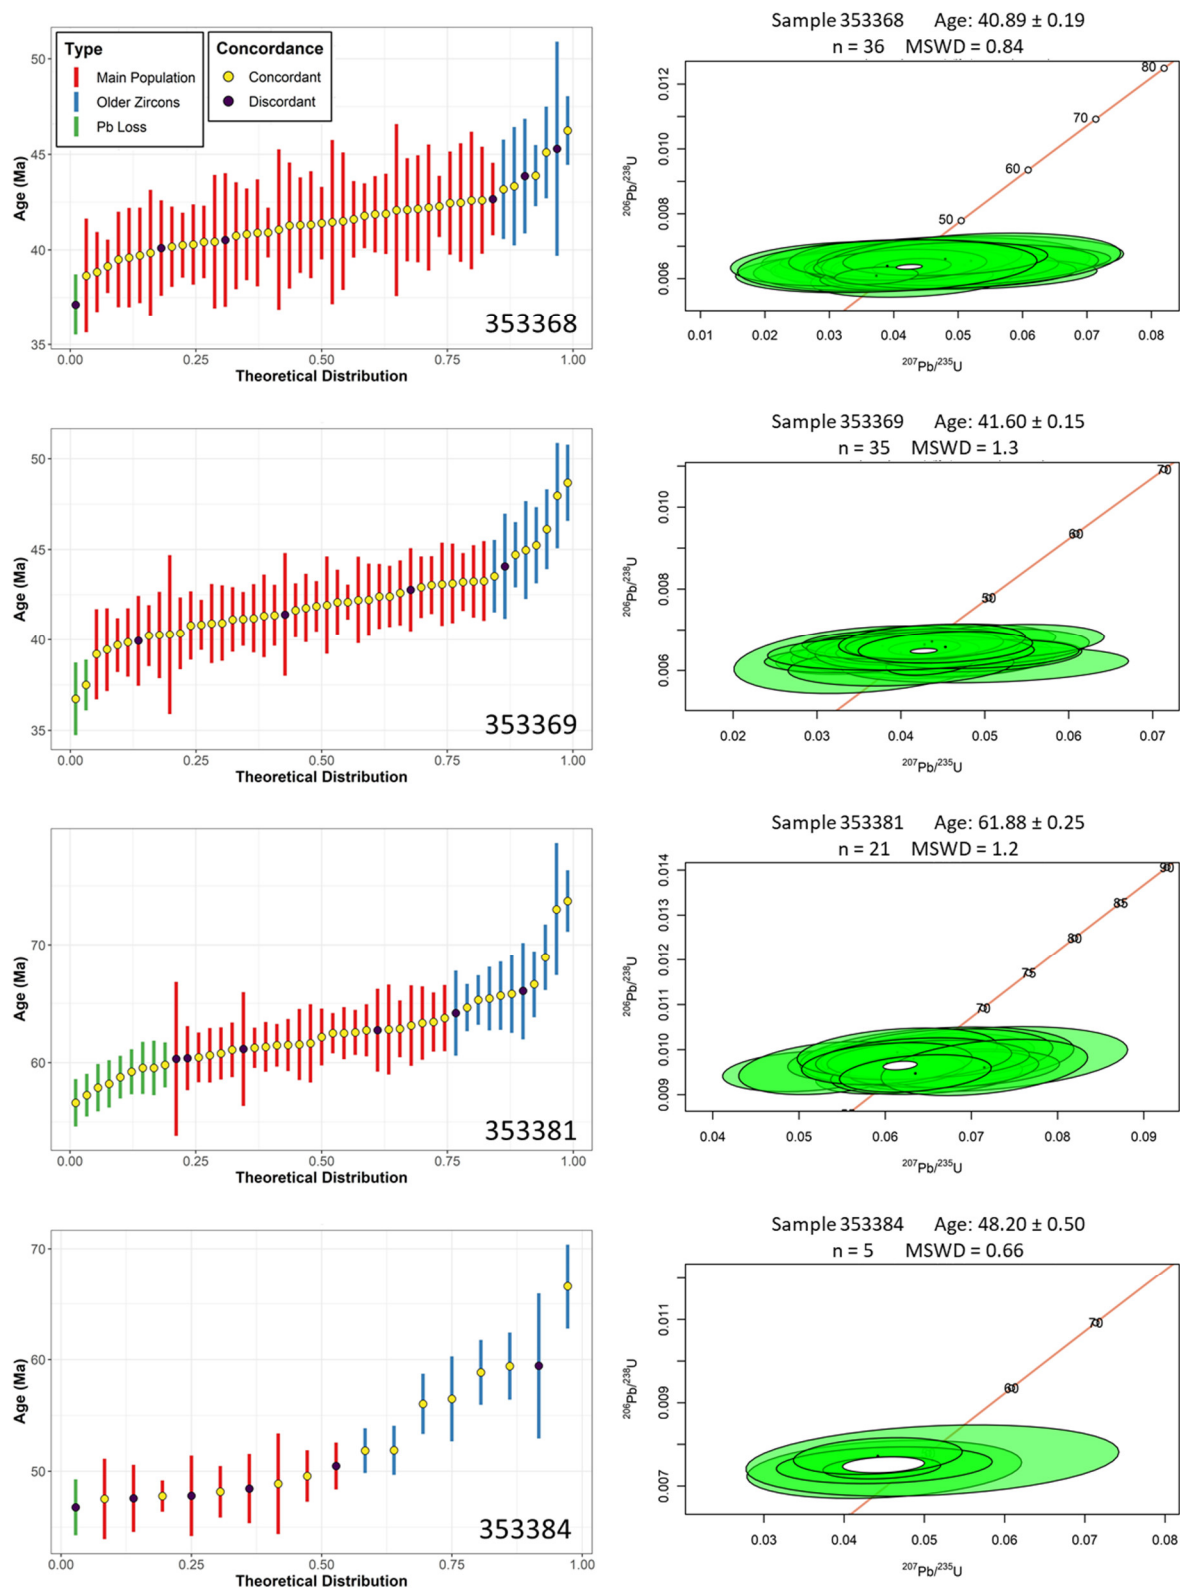 Type
Main Population
Older Zircons
Pb Loss
Concordance
Concordant
Discordant
50
45
40
35
Age (Ma)
353368
0.00 0.25 0.50 0.75 1.00
Theoretical Distribution
Sample 353368 Age: 40.89 ± 0.19
n = 36 MSWD = 0.84
80
70
60
50
0.012
0.010
0.008
0.006
²⁰⁶Pb/²³⁸U
0.01 0.02 0.03 0.04 0.05 0.06 0.07 0.08
²⁰⁷Pb/²³⁵U
50
45
40
35
Age (Ma)
353369
0.00 0.25 0.50 0.75 1.00
Theoretical Distribution
Sample 353369 Age: 41.60 ± 0.15
n = 35 MSWD = 1.3
70
60
50
0.010
0.008
0.006
²⁰⁶Pb/²³⁸U
0.02 0.03 0.04 0.05 0.06 0.07
²⁰⁷Pb/²³⁵U
70
60
Age (Ma)
353381
0.00 0.25 0.50 0.75 1.00
Theoretical Distribution
Sample 353381 Age: 61.88 ± 0.25
n = 21 MSWD = 1.2
90
85
80
75
70
0.014
0.013
0.012
0.011
0.010
0.009
²⁰⁶Pb/²³⁸U
0.04 0.05 0.06 0.07 0.08 0.09
²⁰⁷Pb/²³⁵U
70
60
50
Age (Ma)
353384
0.00 0.25 0.50 0.75 1.00
Theoretical Distribution
Sample 353384 Age: 48.20 ± 0.50
n = 5 MSWD = 0.66
70
60
0.011
0.009
0.007
²⁰⁶Pb/²³⁸U
0.03 0.04 0.05 0.06 0.07 0.08
²⁰⁷Pb/²³⁵U